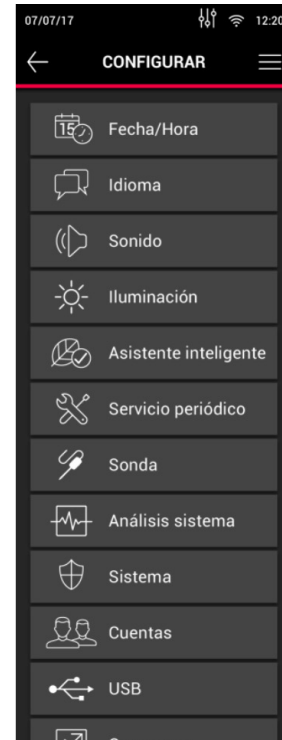 07/07/17 12:20
CONFIGURAR
15 Fecha/Hora
Idioma
Sonido
Iluminación
Asistente inteligente
Servicio periódico
Sonda
Análisis sistema
Sistema
Cuentas
USB